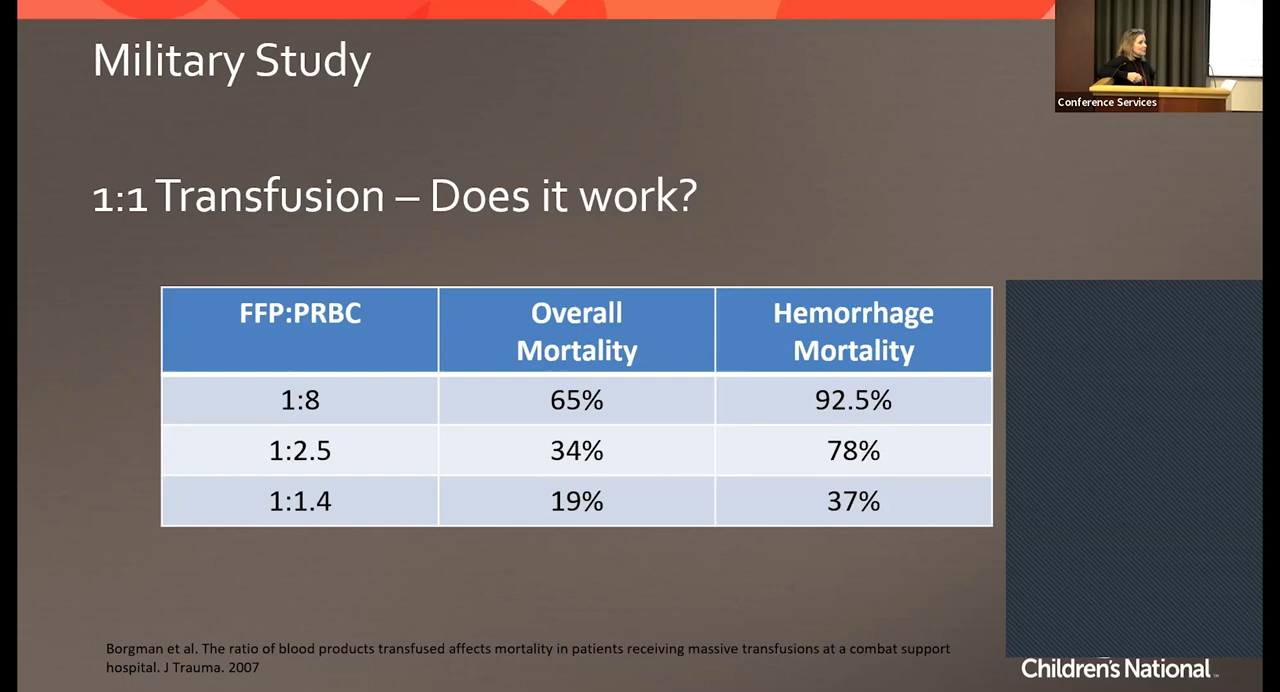 Military Study
Conference Services
1:1 Transfusion – Does it work?
FFP:PRBC
Overall
Mortality
Hemorrhage
Mortality
1:8
65%
92.5%
1:2.5
34%
78%
1:1.4
19%
37%
Borgman et al. The ratio of blood products transfused affects mortality in patients receiving massive transfusions at a combat support
hospital. J Trauma. 2007
Children's National™